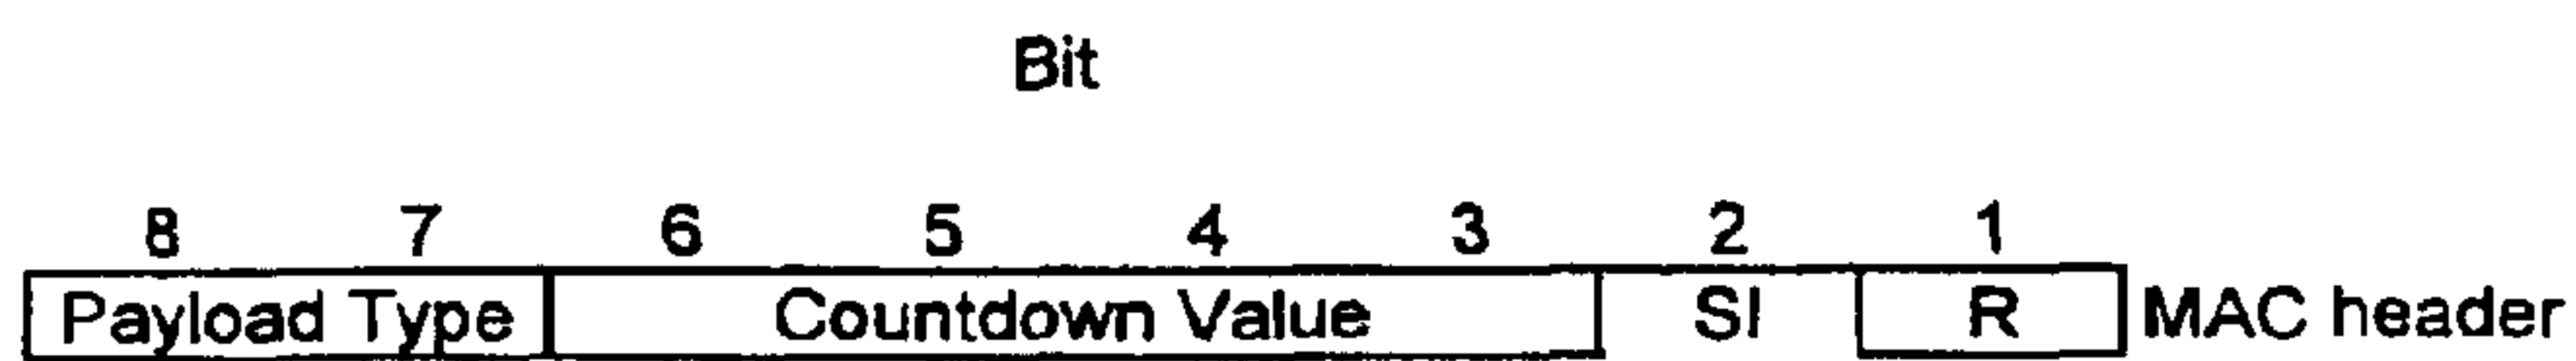 Bit
8 7 6 5 4 3 2 1
Payload Type Countdown Value SI R MAC header